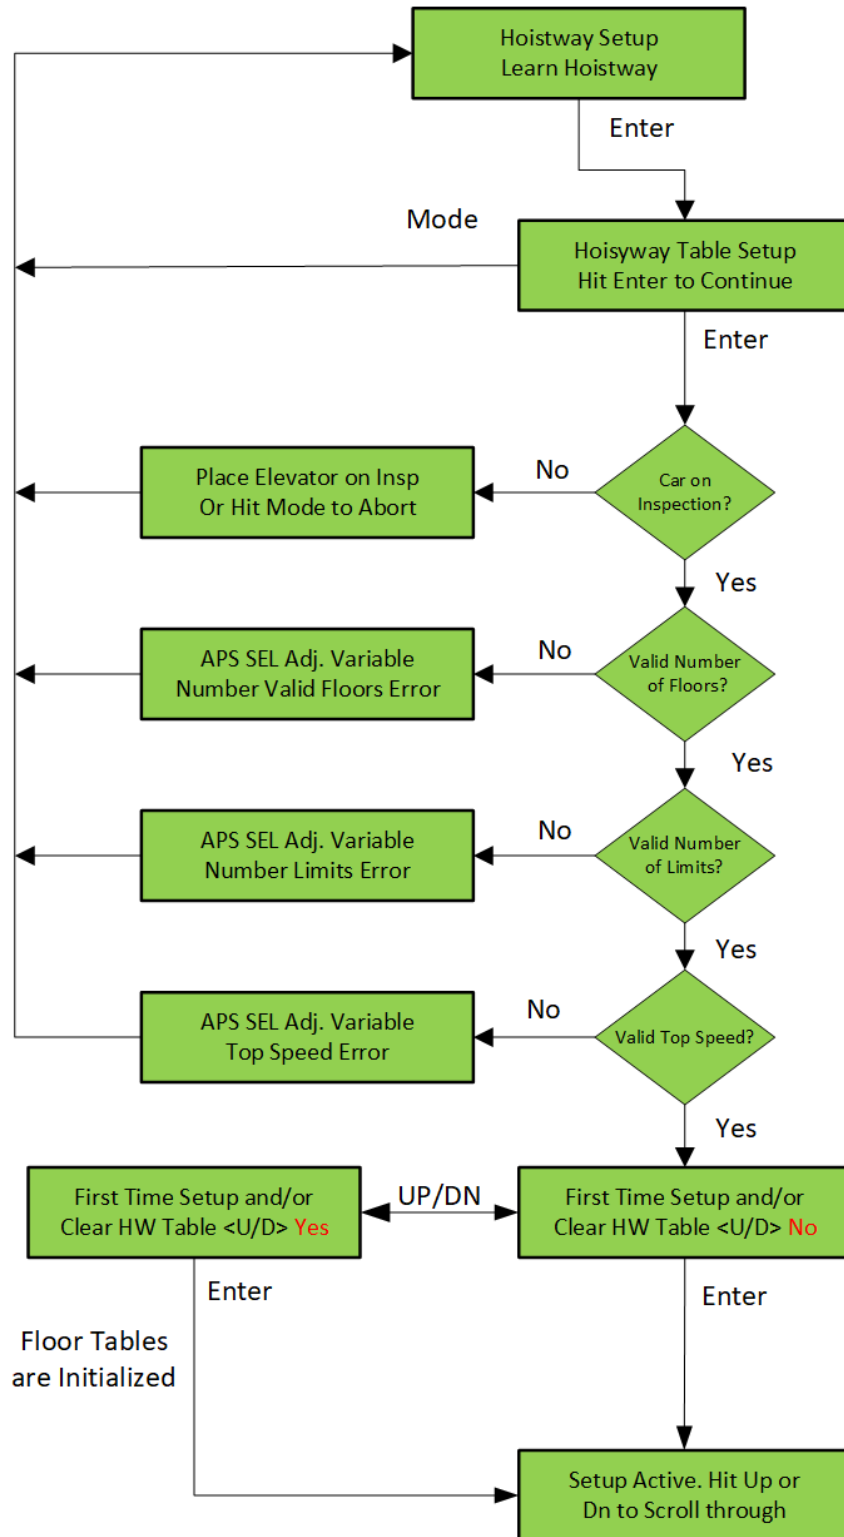 Hoistway Setup
Learn Hoistway
Enter
Mode
Hoisyway Table Setup
Hit Enter to Continue
Enter
Place Elevator on Insp
Or Hit Mode to Abort
No
Car on
Inspection?
Yes
APS SEL Adj. Variable
Number Valid Floors Error
No
Valid Number
of Floors?
Yes
APS SEL Adj. Variable
Number Limits Error
No
Valid Number
of Limits?
Yes
APS SEL Adj. Variable
Top Speed Error
No
Valid Top Speed?
Yes
First Time Setup and/or
Clear HW Table <U/D> Yes
UP/DN
First Time Setup and/or
Clear HW Table <U/D> No
Enter
Enter
Floor Tables
are Initialized
Setup Active. Hit Up or
Dn to Scroll through